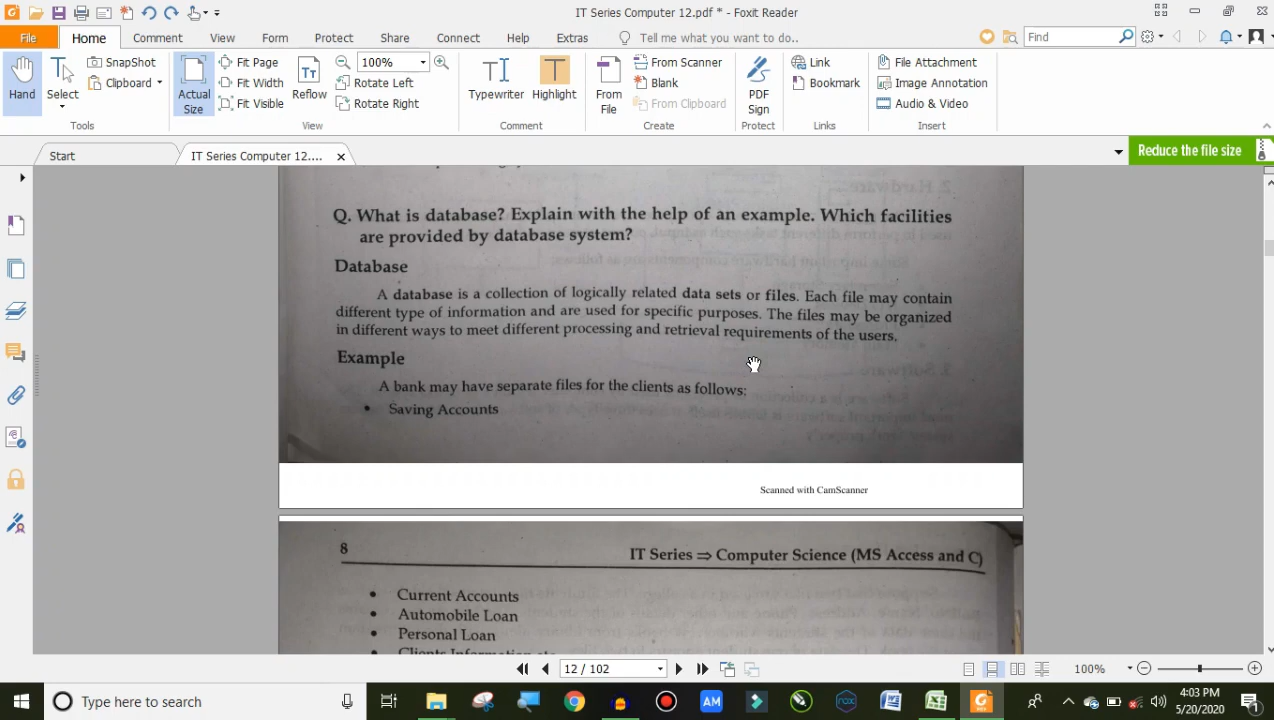 IT Series Computer 12.pdf * - Foxit Reader
File Home Comment View Form Protect Share Connect Help Extras Tell me what you want to do.. Find
Hand
Select
SnapShot
Clipboard
Tools
Actual Size
Fit Page
Fit Width
Fit Visible
Reflow
100%
Rotate Left
Rotate Right
View
Typewriter
Highlight
Comment
From File
From Scanner
Blank
From Clipboard
Create
PDF Sign
Protect
Link
Bookmark
Links
File Attachment
Image Annotation
Audio & Video
Insert
Start
IT Series Computer 12....
Reduce the file size
Q. What is database? Explain with the help of an example. Which facilities
are provided by database system?
Database
A database is a collection of logically related data sets or files. Each file may contain
different type of information and are used for specific purposes. The files may be organized
in different ways to meet different processing and retrieval requirements of the users.
Example
A bank may have separate files for the clients as follows:
• Saving Accounts
Scanned with CamScanner
8 IT Series ⇒ Computer Science (MS Access and C)
• Current Accounts
• Automobile Loan
• Personal Loan
Clients Information etc
12 / 102
100%
Type here to search
AM
nox
4:03 PM
5/20/2020
1